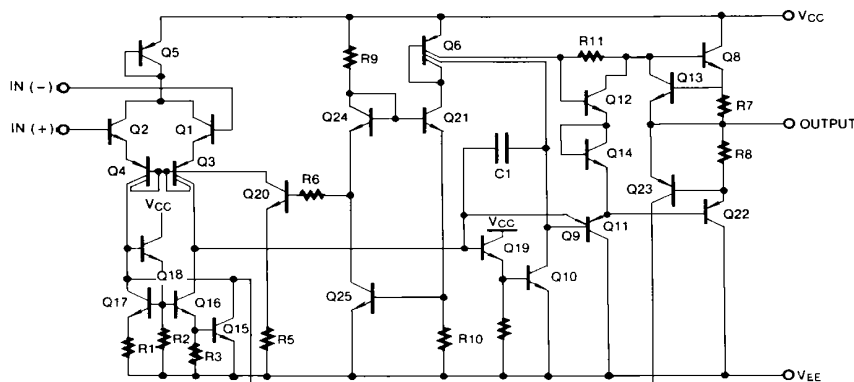 VCC
Q5
Q6
R11
Q8
R9
IN (-)
Q13
Q12
R7
IN (+)
Q2
Q1
Q24
Q21
OUTPUT
Q4
Q3
Q14
R8
R6
C1
VCC
Q20
VCC
Q23
Q9
Q11
Q22
Q19
Q18
Q10
Q17
Q16
Q25
Q15
R1
R2
R3
R5
R10
VEE